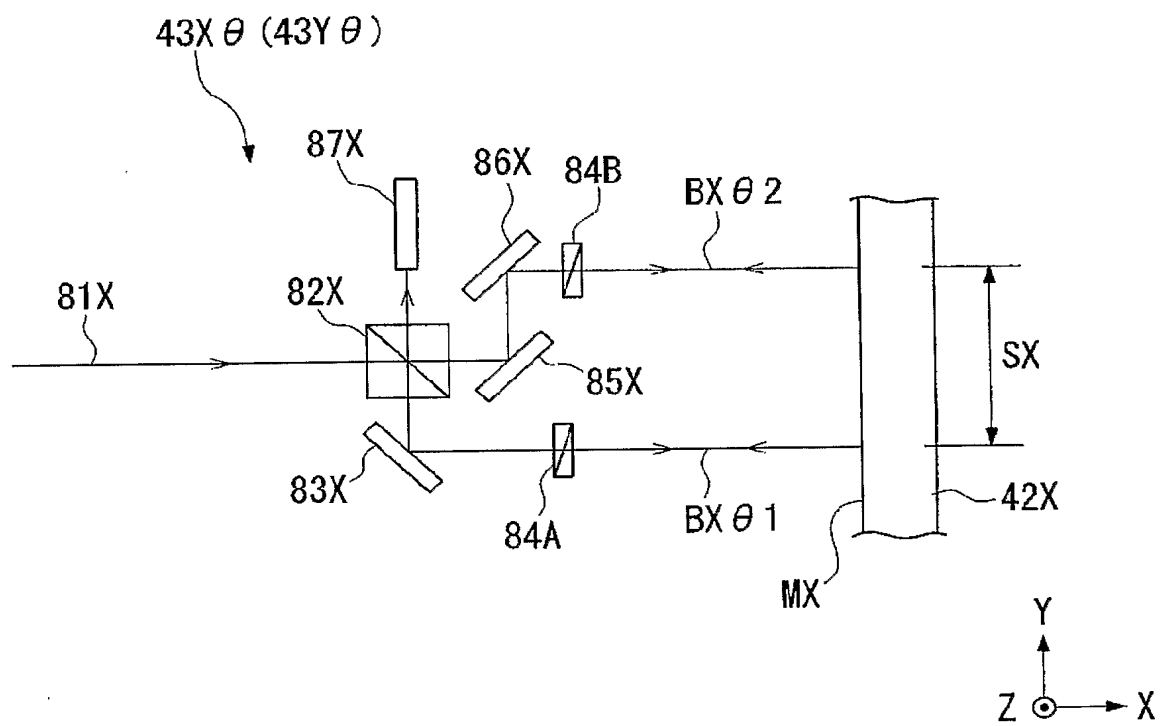 43Xθ (43Yθ)
87X
86X
84B
BXθ2
81X
82X
85X
SX
83X
84A
BXθ1
42X
MX
Y
Z
X